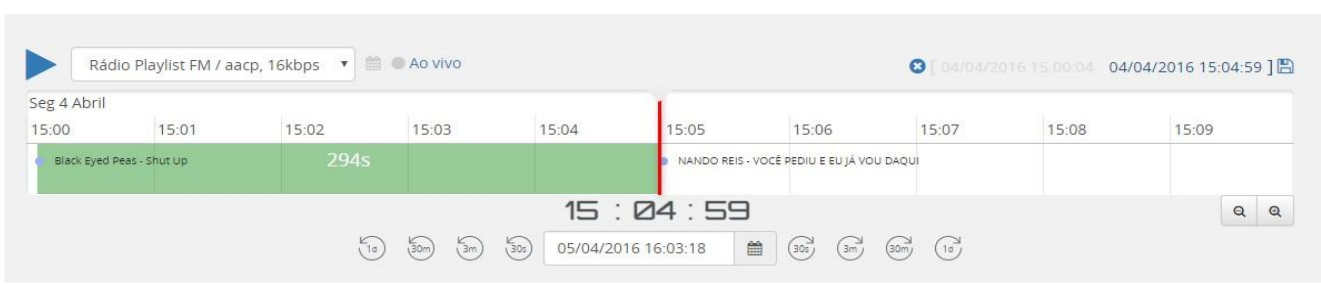 Rádio Playlist FM / aacp, 16kbps Ao vivo [ 04/04/2016 15:00:04 04/04/2016 15:04:59 ]
Seg 4 Abril
15:00 15:01 15:02 15:03 15:04 15:05 15:06 15:07 15:08 15:09
Black Eyed Peas - Shut Up 294s NANDO REIS - VOCÊ PEDIU E EU JÁ VOU DAQUI
15 : 04 : 59
1d 30m 3m 30s 05/04/2016 16:03:18 30s 3m 30m 1d